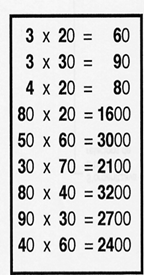 3 x 20 = 60
3 x 30 = 90
4 x 20 = 80
80 x 20 = 1600
50 x 60 = 3000
30 x 70 = 2100
80 x 40 = 3200
90 x 30 = 2700
40 x 60 = 2400